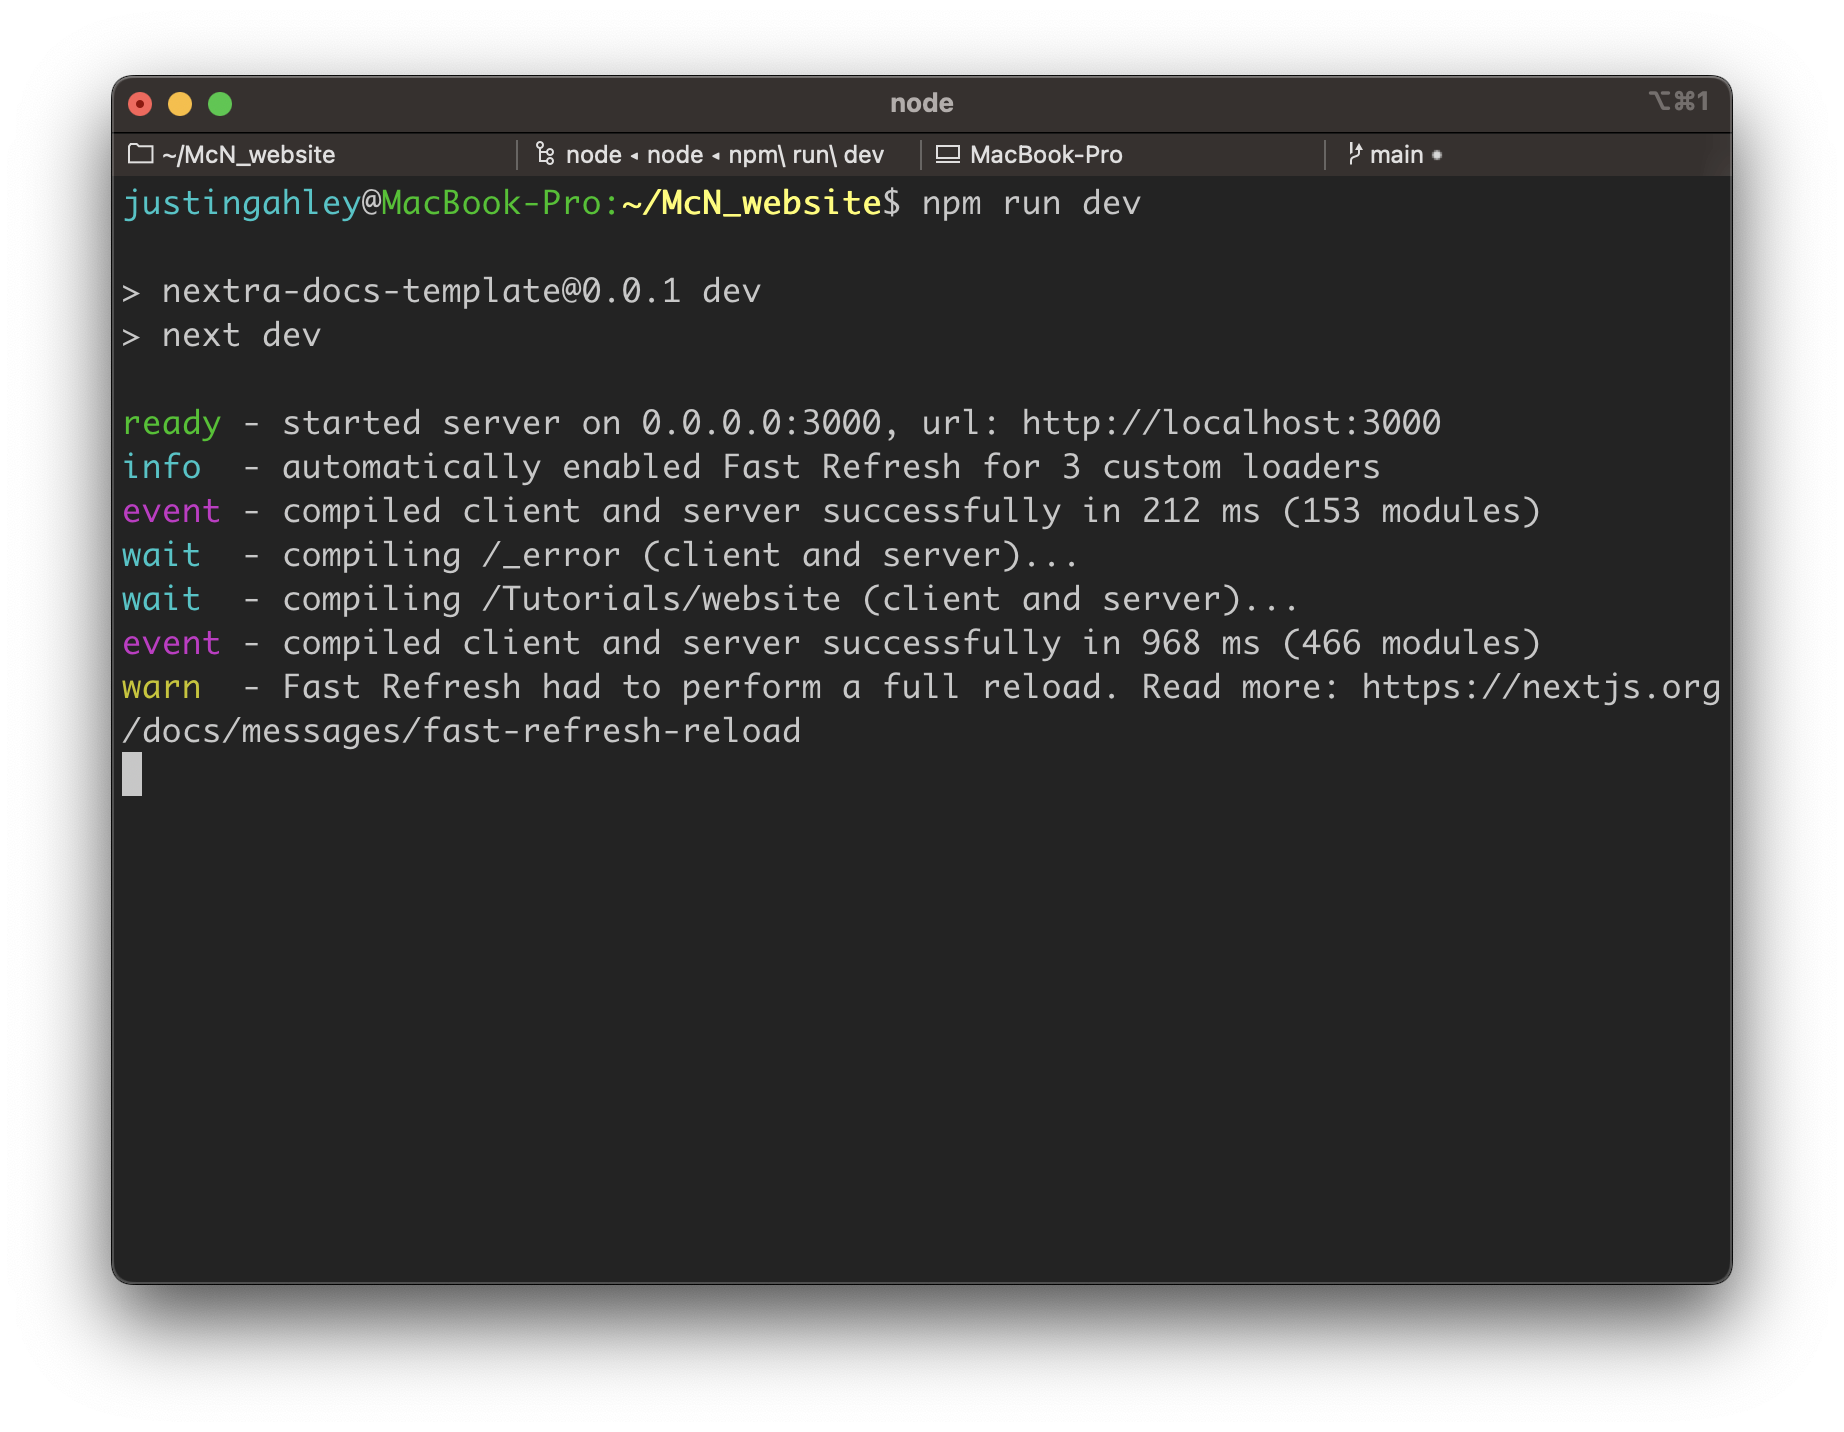 node ⌥⌘1
~/McN_website node ◂ node ◂ npm\ run\ dev MacBook-Pro main
justingahley@MacBook-Pro:~/McN_website$ npm run dev
> nextra-docs-template@0.0.1 dev
> next dev
ready - started server on 0.0.0.0:3000, url: http://localhost:3000
info  - automatically enabled Fast Refresh for 3 custom loaders
event - compiled client and server successfully in 212 ms (153 modules)
wait  - compiling /_error (client and server)...
wait  - compiling /Tutorials/website (client and server)...
event - compiled client and server successfully in 968 ms (466 modules)
warn  - Fast Refresh had to perform a full reload. Read more: https://nextjs.org
/docs/messages/fast-refresh-reload